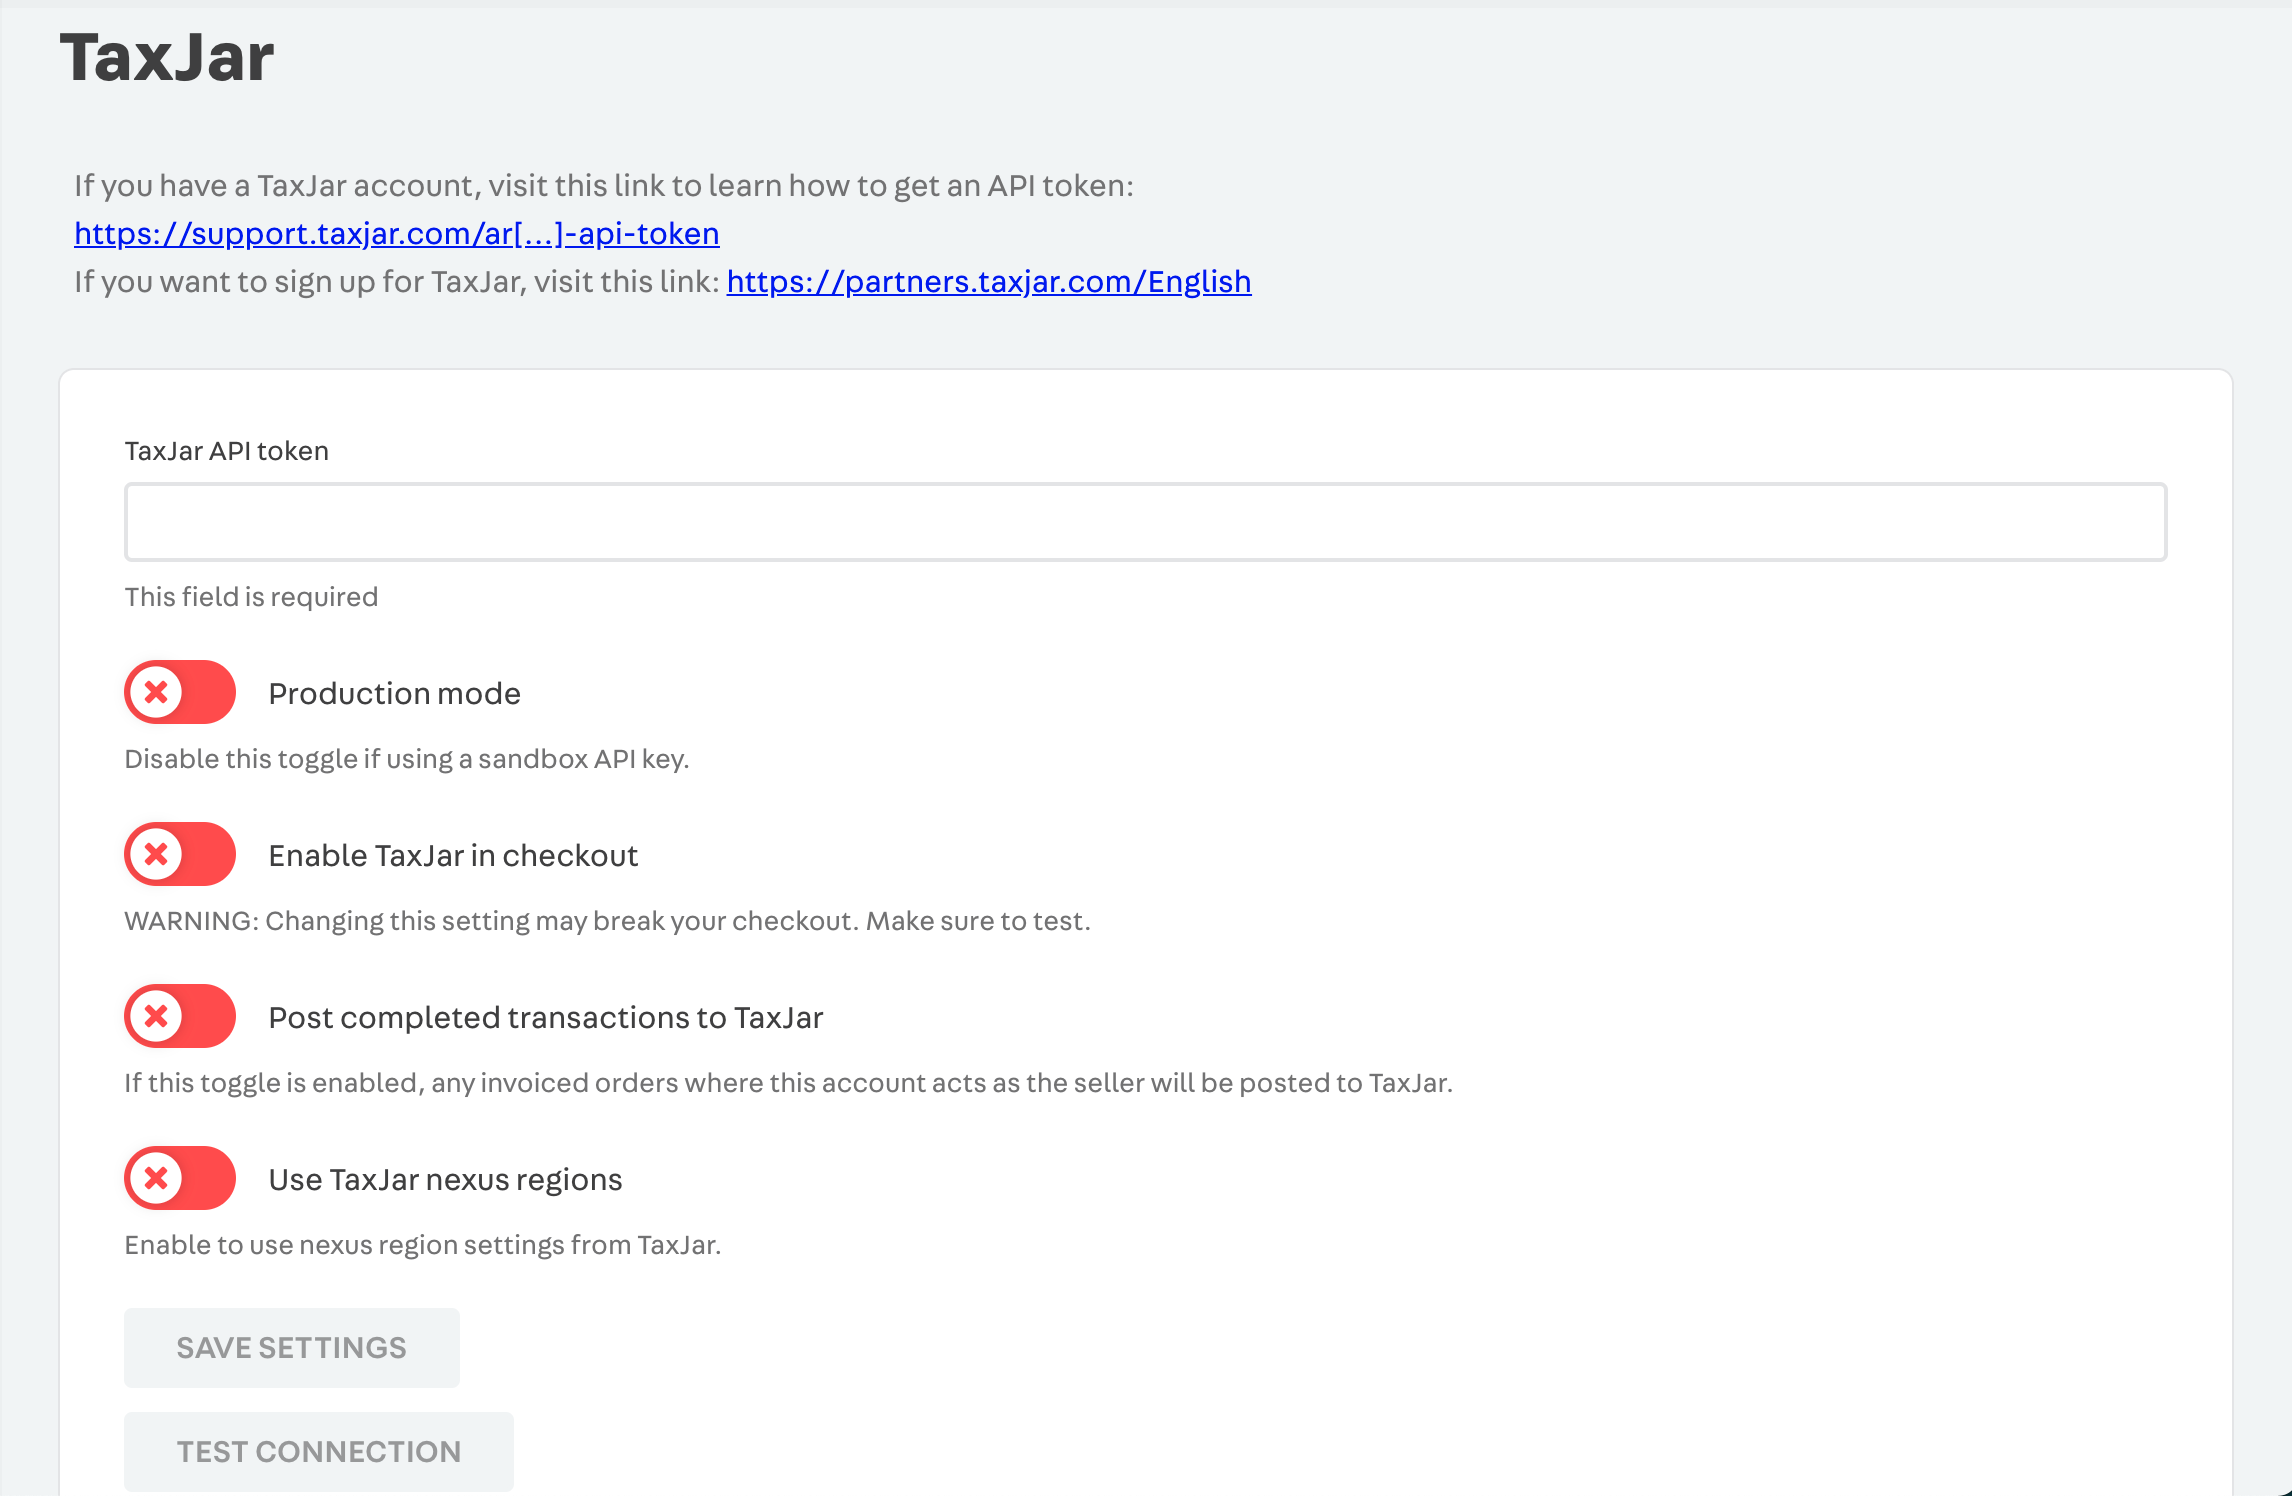 TaxJar
If you have a TaxJar account, visit this link to learn how to get an API token:
https://support.taxjar.com/ar[...]-api-token
If you want to sign up for TaxJar, visit this link: https://partners.taxjar.com/English
TaxJar API token
This field is required
Production mode
Disable this toggle if using a sandbox API key.
Enable TaxJar in checkout
WARNING: Changing this setting may break your checkout. Make sure to test.
Post completed transactions to TaxJar
If this toggle is enabled, any invoiced orders where this account acts as the seller will be posted to TaxJar.
Use TaxJar nexus regions
Enable to use nexus region settings from TaxJar.
SAVE SETTINGS
TEST CONNECTION